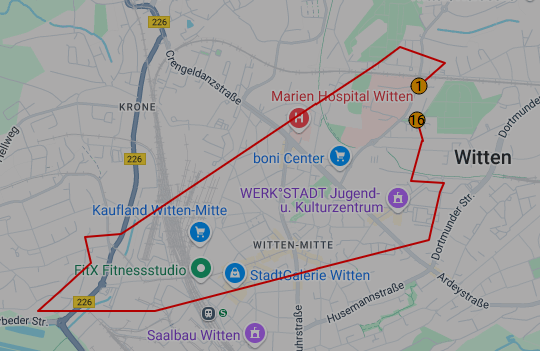 226
Crengeldanzstraße
1
Marien Hospital Witten
KRONE
16
Hellweg
Dortmunder
boni Center
226
Witten
WERK°STADT Jugend-
u. Kulturzentrum
Kaufland Witten-Mitte
Dortmunder Str.
WITTEN-MITTE
FitX Fitnessstudio
StadtGalerie Witten
Ardeystraße
226
Husemannstraße
rbeder Str.
S
uhrstraße
Saalbau Witten